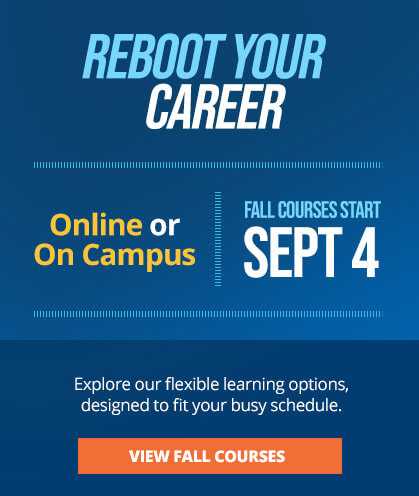 REBOOT YOUR
CAREER
Online or
On Campus
FALL COURSES START
SEPT 4
Explore our flexible learning options,
designed to fit your busy schedule.
VIEW FALL COURSES